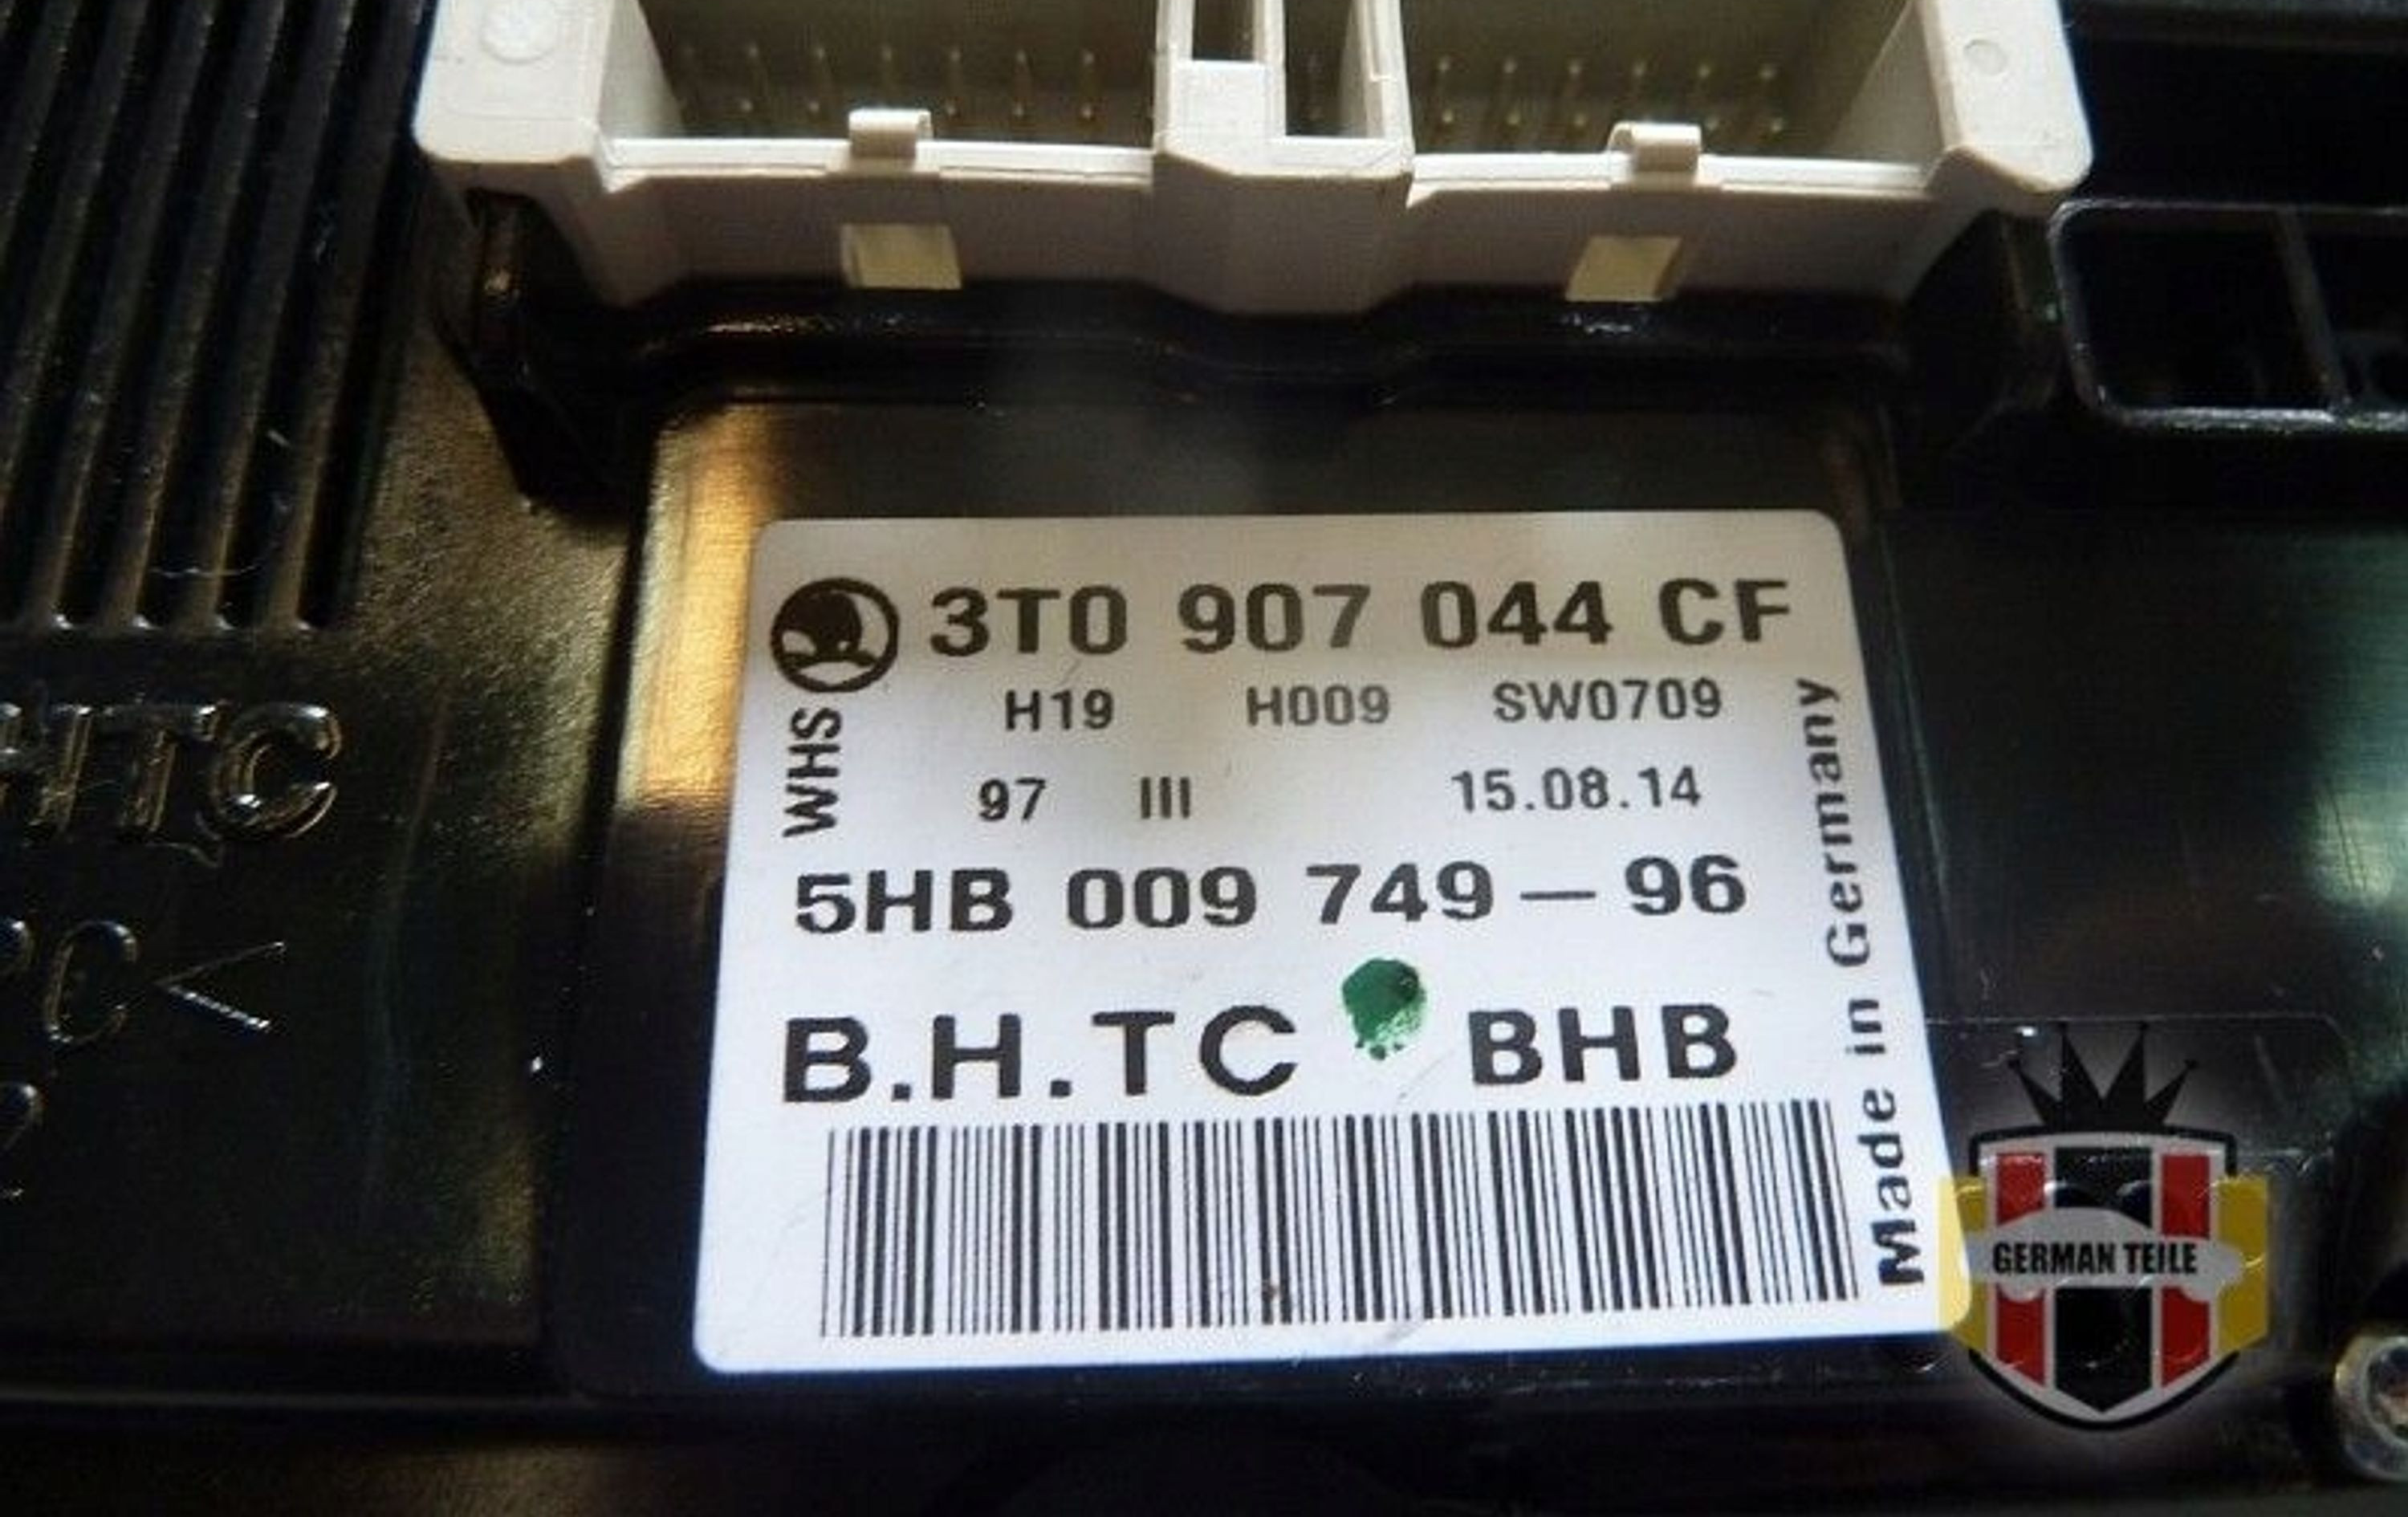 3T0 907 044 CF
H19 H009 SW0709
WHS
97 III 15.08.14
5HB 009 749-96
B.H.TC BHB
Made in Germany
HTC
C<
GERMAN TEILE